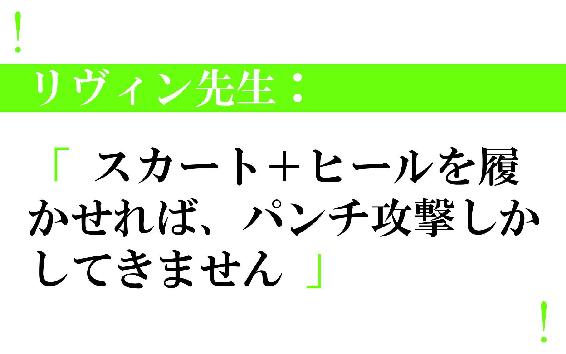 !
リヴィン先生：
「 スカート＋ヒールを履
かせれば、パンチ攻撃しか
してきません 」
!